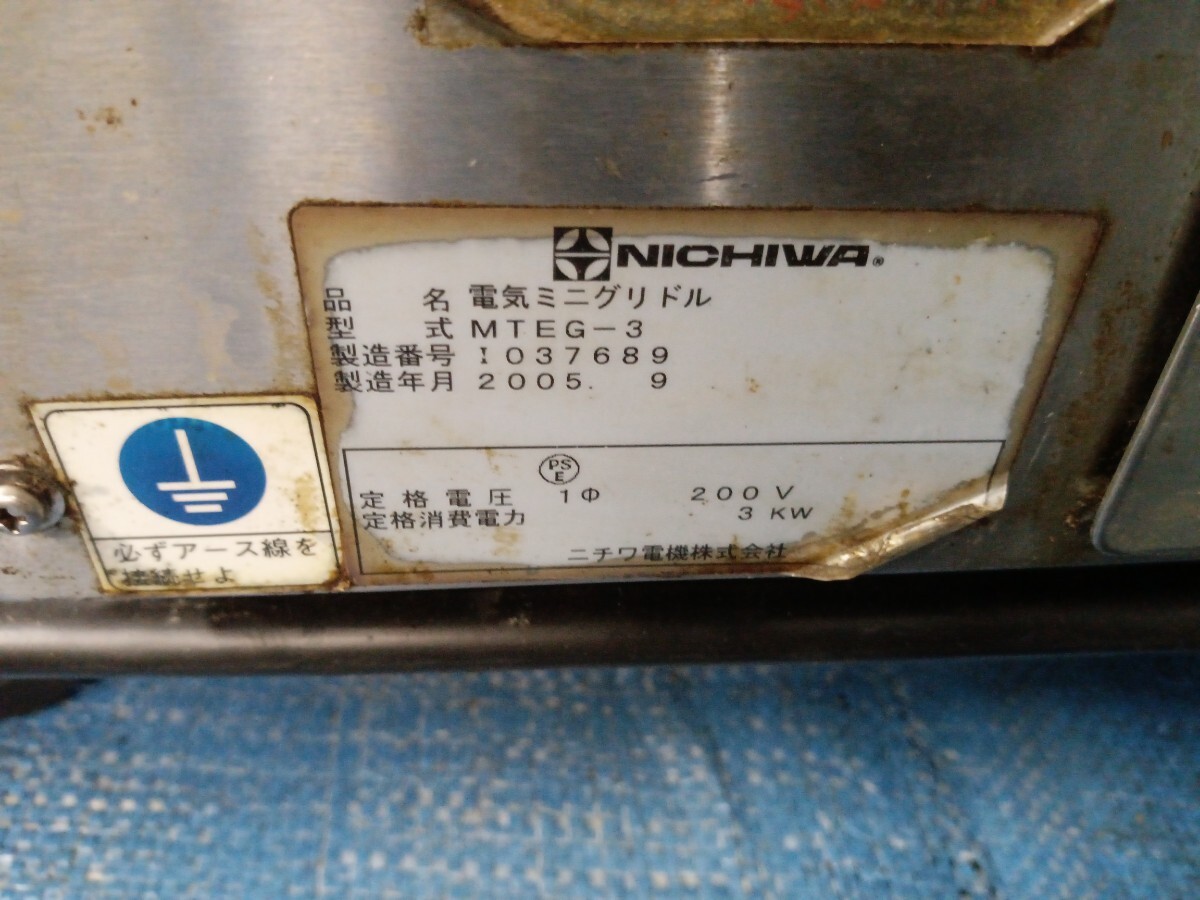 NICHIWA®
品名 電気ミニグリドル
型式 MTEG-3
製造番号 I037689
製造年月 2005. 9
PS
E
定格電圧 1Φ 200V
定格消費電力 3KW
ニチワ電機株式会社
必ずアース線を
接続せよ